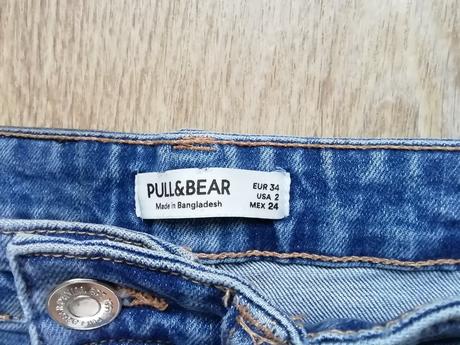 PULL&BEAR
Made in Bangladesh
EUR 34
USA 2
MEX 24